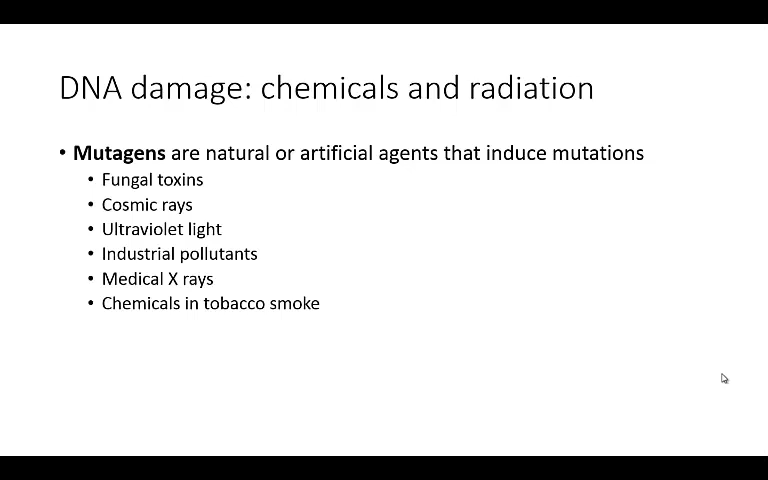 DNA damage: chemicals and radiation
• Mutagens are natural or artificial agents that induce mutations
• Fungal toxins
• Cosmic rays
• Ultraviolet light
• Industrial pollutants
• Medical X rays
• Chemicals in tobacco smoke